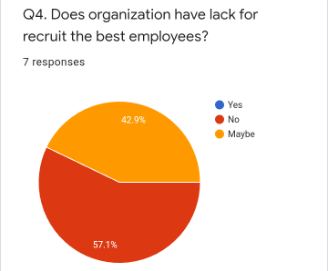 Q4. Does organization have lack for
recruit the best employees?
7 responses
Yes
No
Maybe
42.9%
57.1%